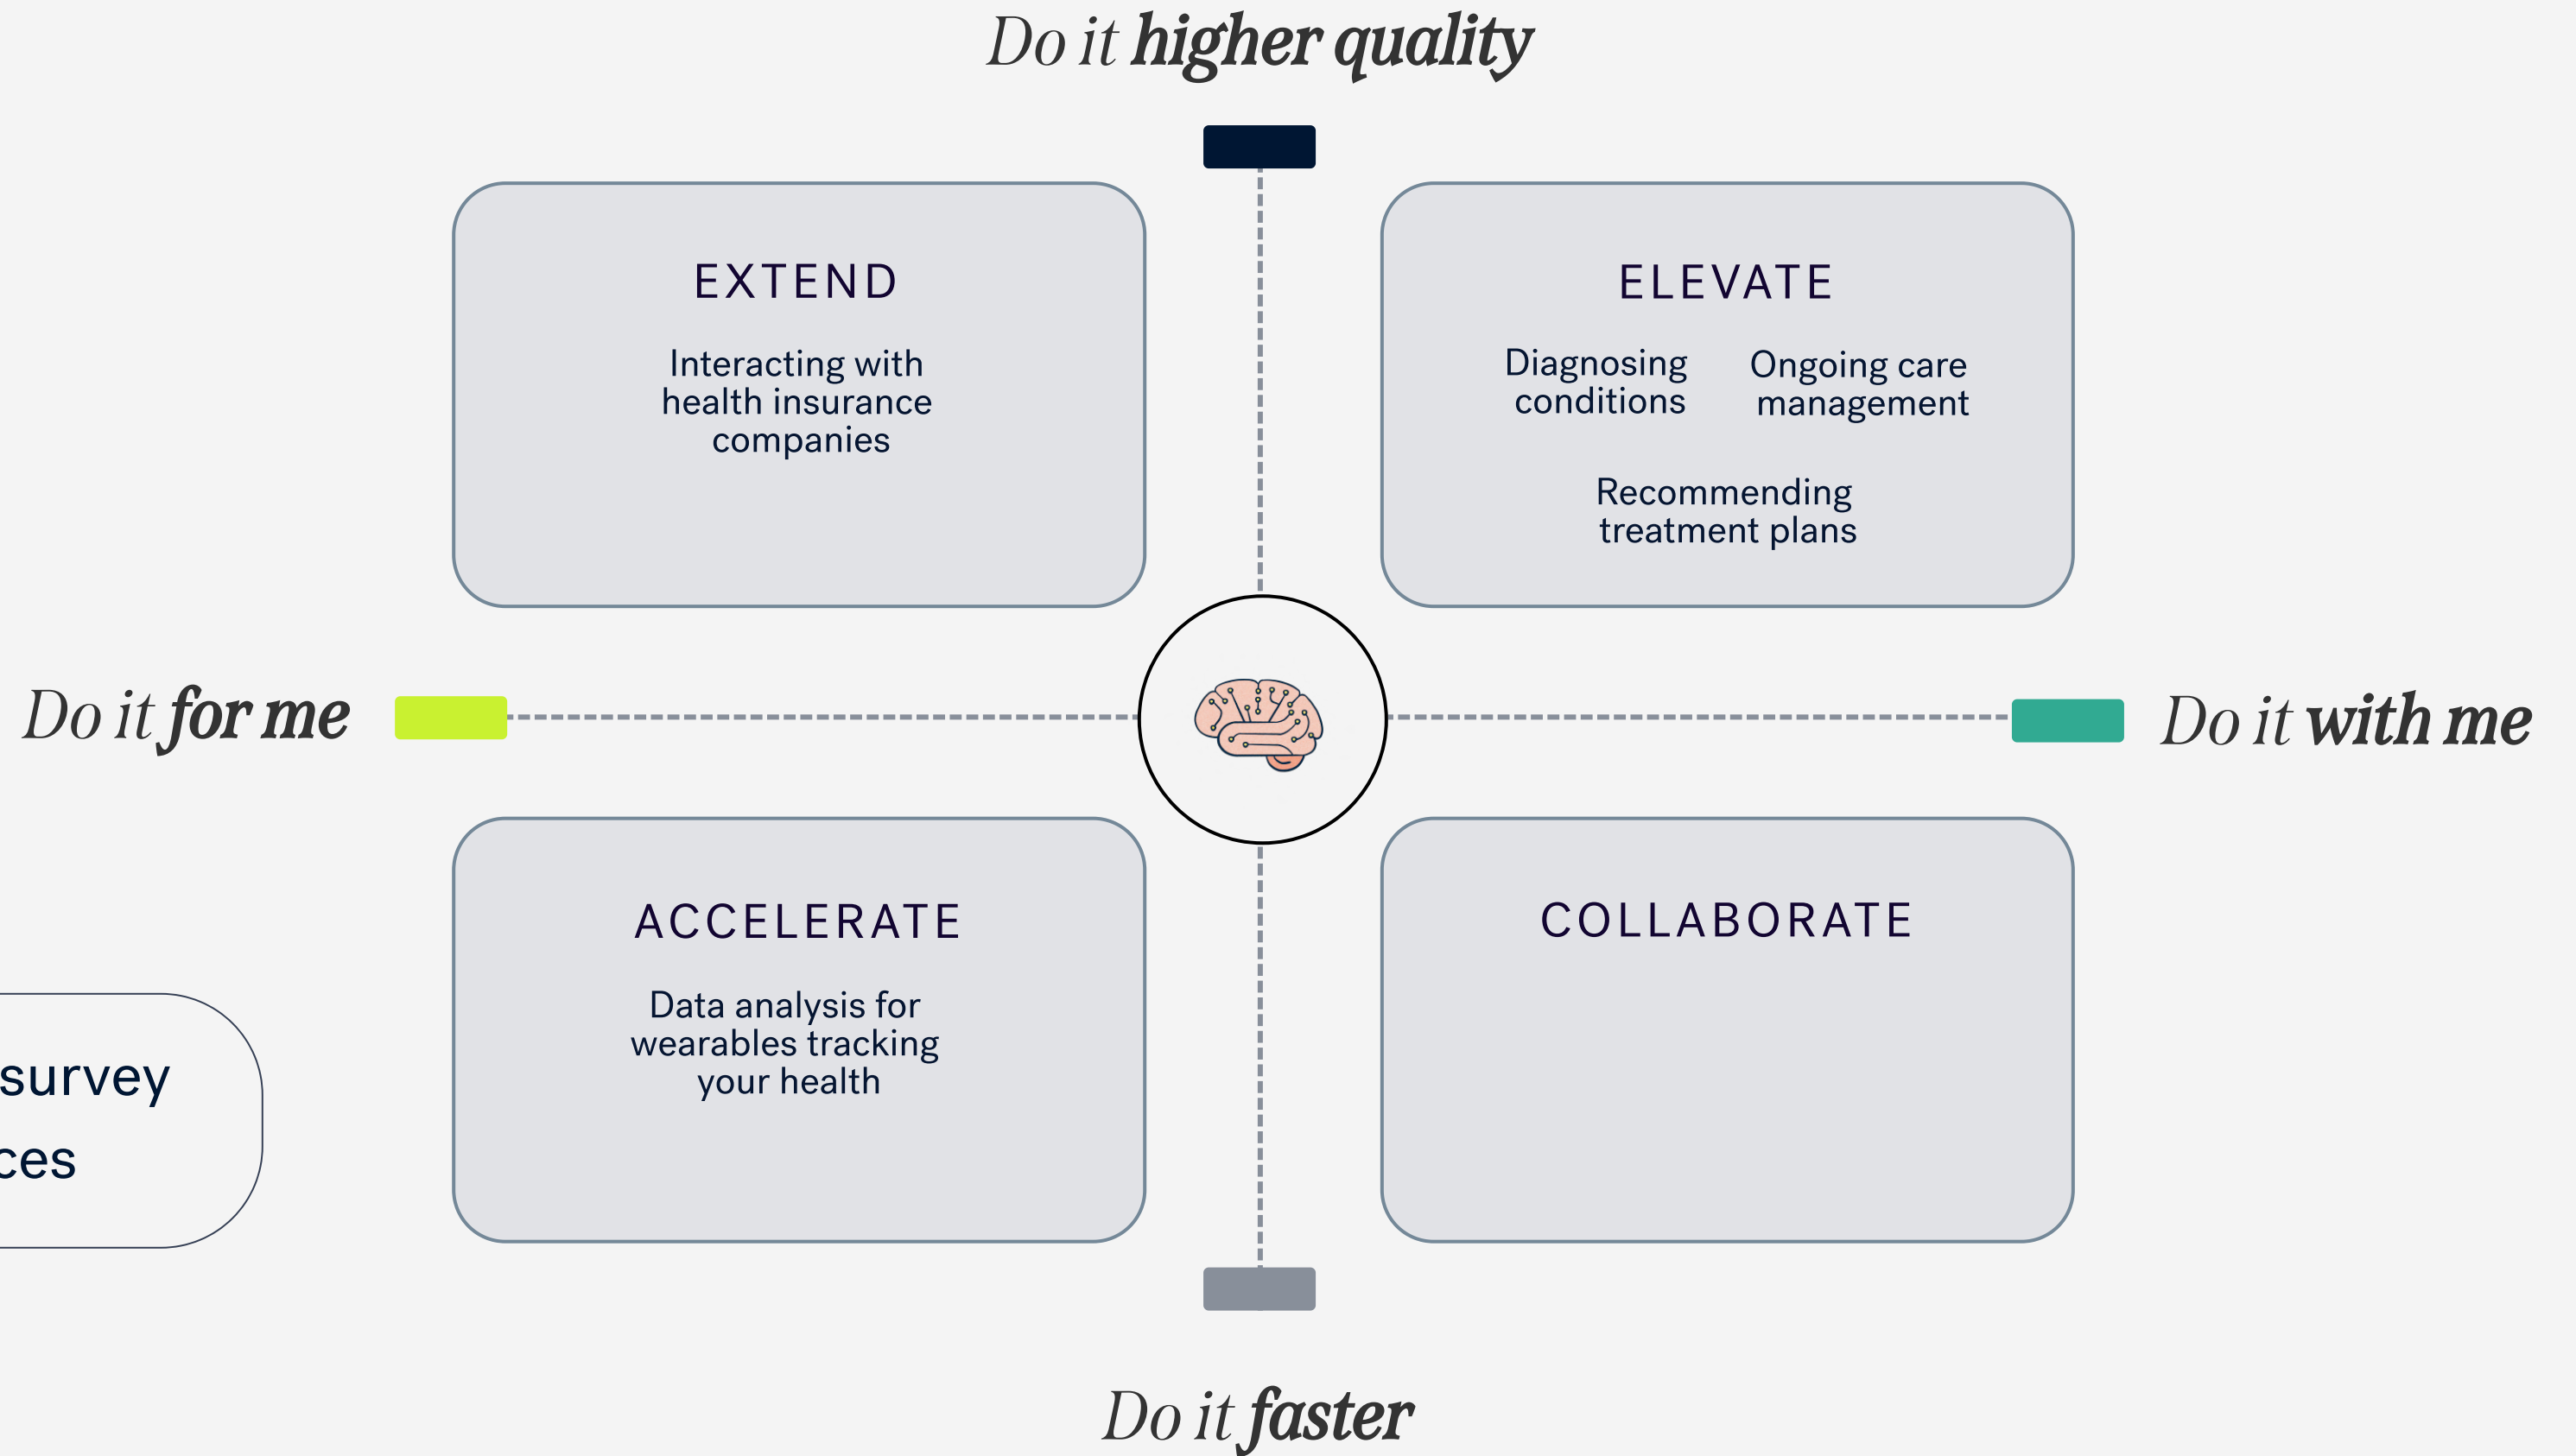 Do it higher quality
EXTEND
Interacting with
health insurance
companies
ELEVATE
Diagnosing
conditions
Ongoing care
management
Recommending
treatment plans
Do it for me
Do it with me
ACCELERATE
Data analysis for
wearables tracking
your health
COLLABORATE
survey
ces
Do it faster